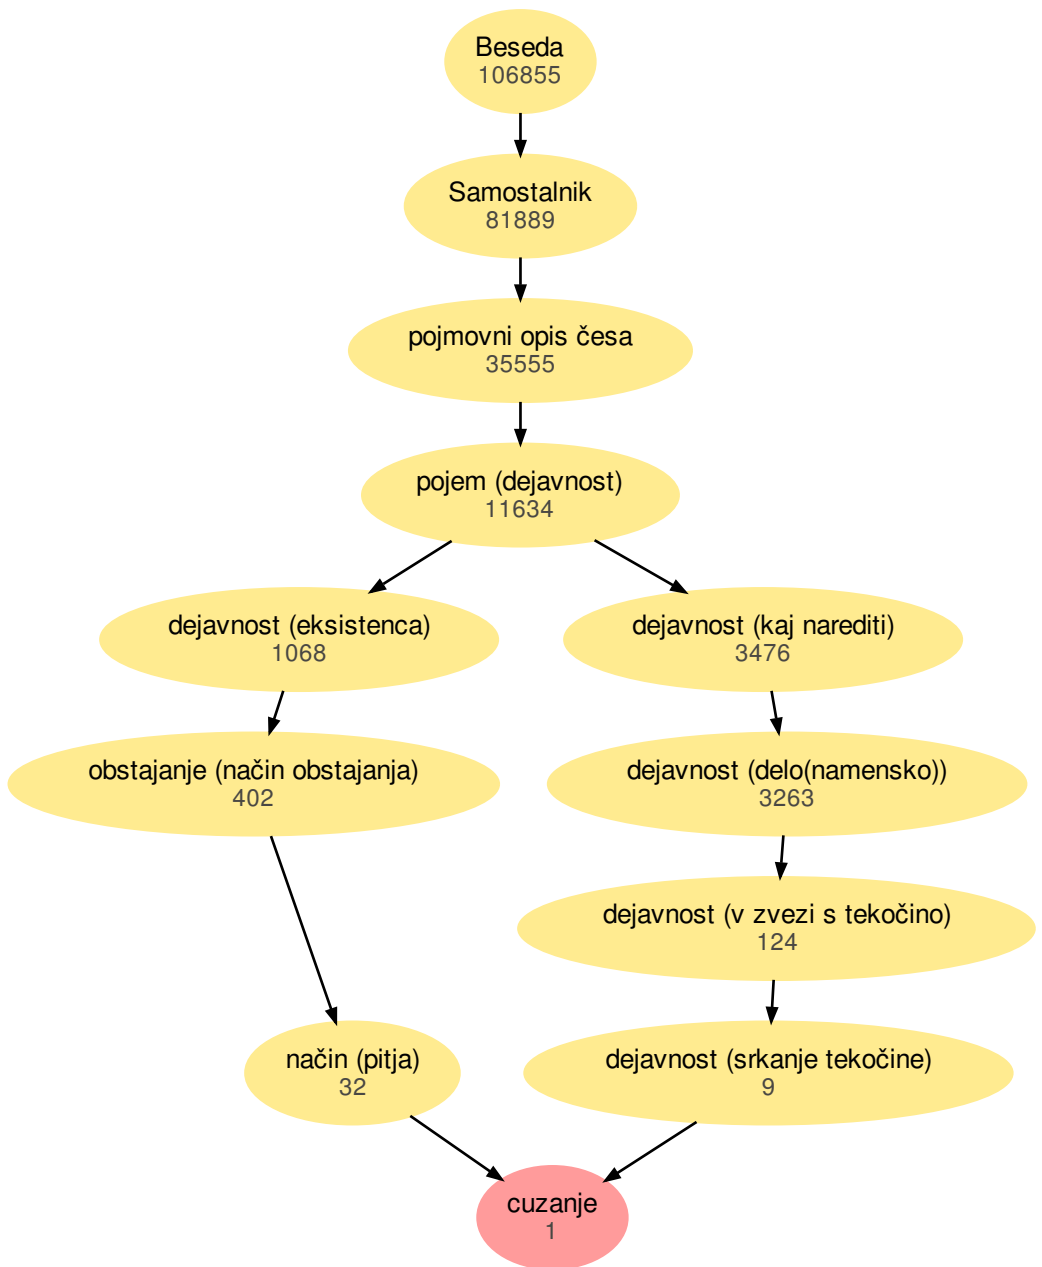 Beseda
106855
Samostalnik
81889
pojmovni opis česa
35555
pojem (dejavnost)
11634
dejavnost (eksistenca)
1068
dejavnost (kaj narediti)
3476
obstajanje (način obstajanja)
402
dejavnost (delo(namensko))
3263
dejavnost (v zvezi s tekočino)
124
način (pitja)
32
dejavnost (srkanje tekočine)
9
cuzanje
1